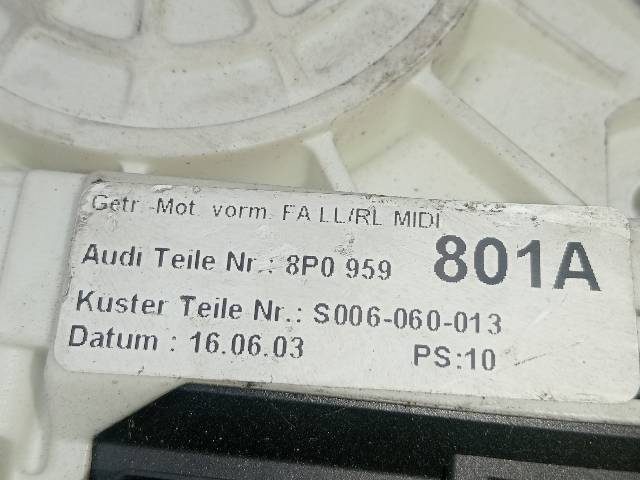 Getr.-Mot. vorm. FA LL/RL MIDI
Audi Teile Nr.: 8P0 959 801A
Kuster Teile Nr.: S006-060-013
Datum : 16.06.03 PS:10